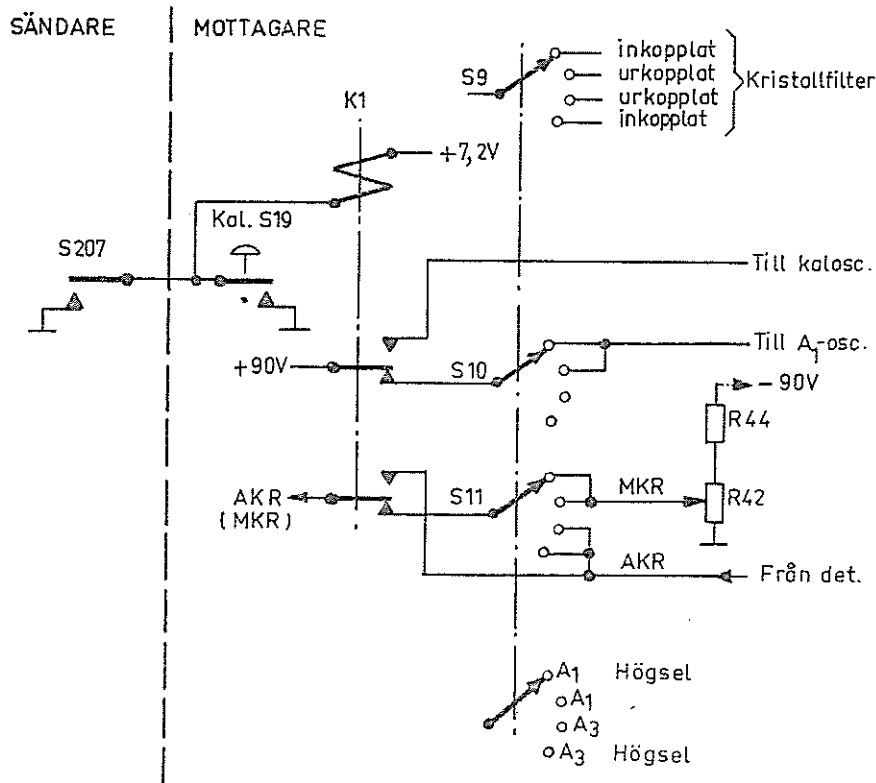 SÄNDARE
MOTTAGARE
S9
inkopplat
urkopplat
urkopplat
inkopplat
Kristallfilter
K1
+7,2V
Kal. S19
S207
Till kalosc.
+90V
S10
Till A1-osc.
-90V
R44
AKR
(MKR)
S11
MKR
R42
AKR
Från det.
A1 Högsel
A1
A3
A3 Högsel